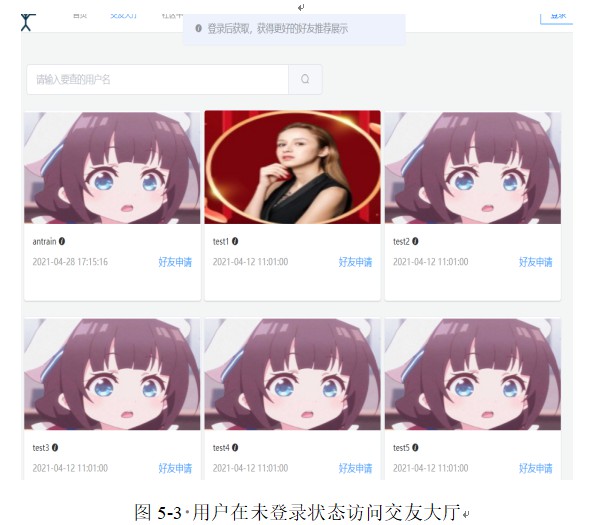 首页 交友大厅 社区中 登录
登录后获取，获得更好的好友推荐展示
请输入要查的用户名
antrain
2021-04-28 17:15:16 好友申请
test1
2021-04-12 11:01:00 好友申请
test2
2021-04-12 11:01:00 好友申请
test3
2021-04-12 11:01:00 好友申请
test4
2021-04-12 11:01:00 好友申请
test5
2021-04-12 11:01:00 好友申请
图 5-3 用户在未登录状态访问交友大厅